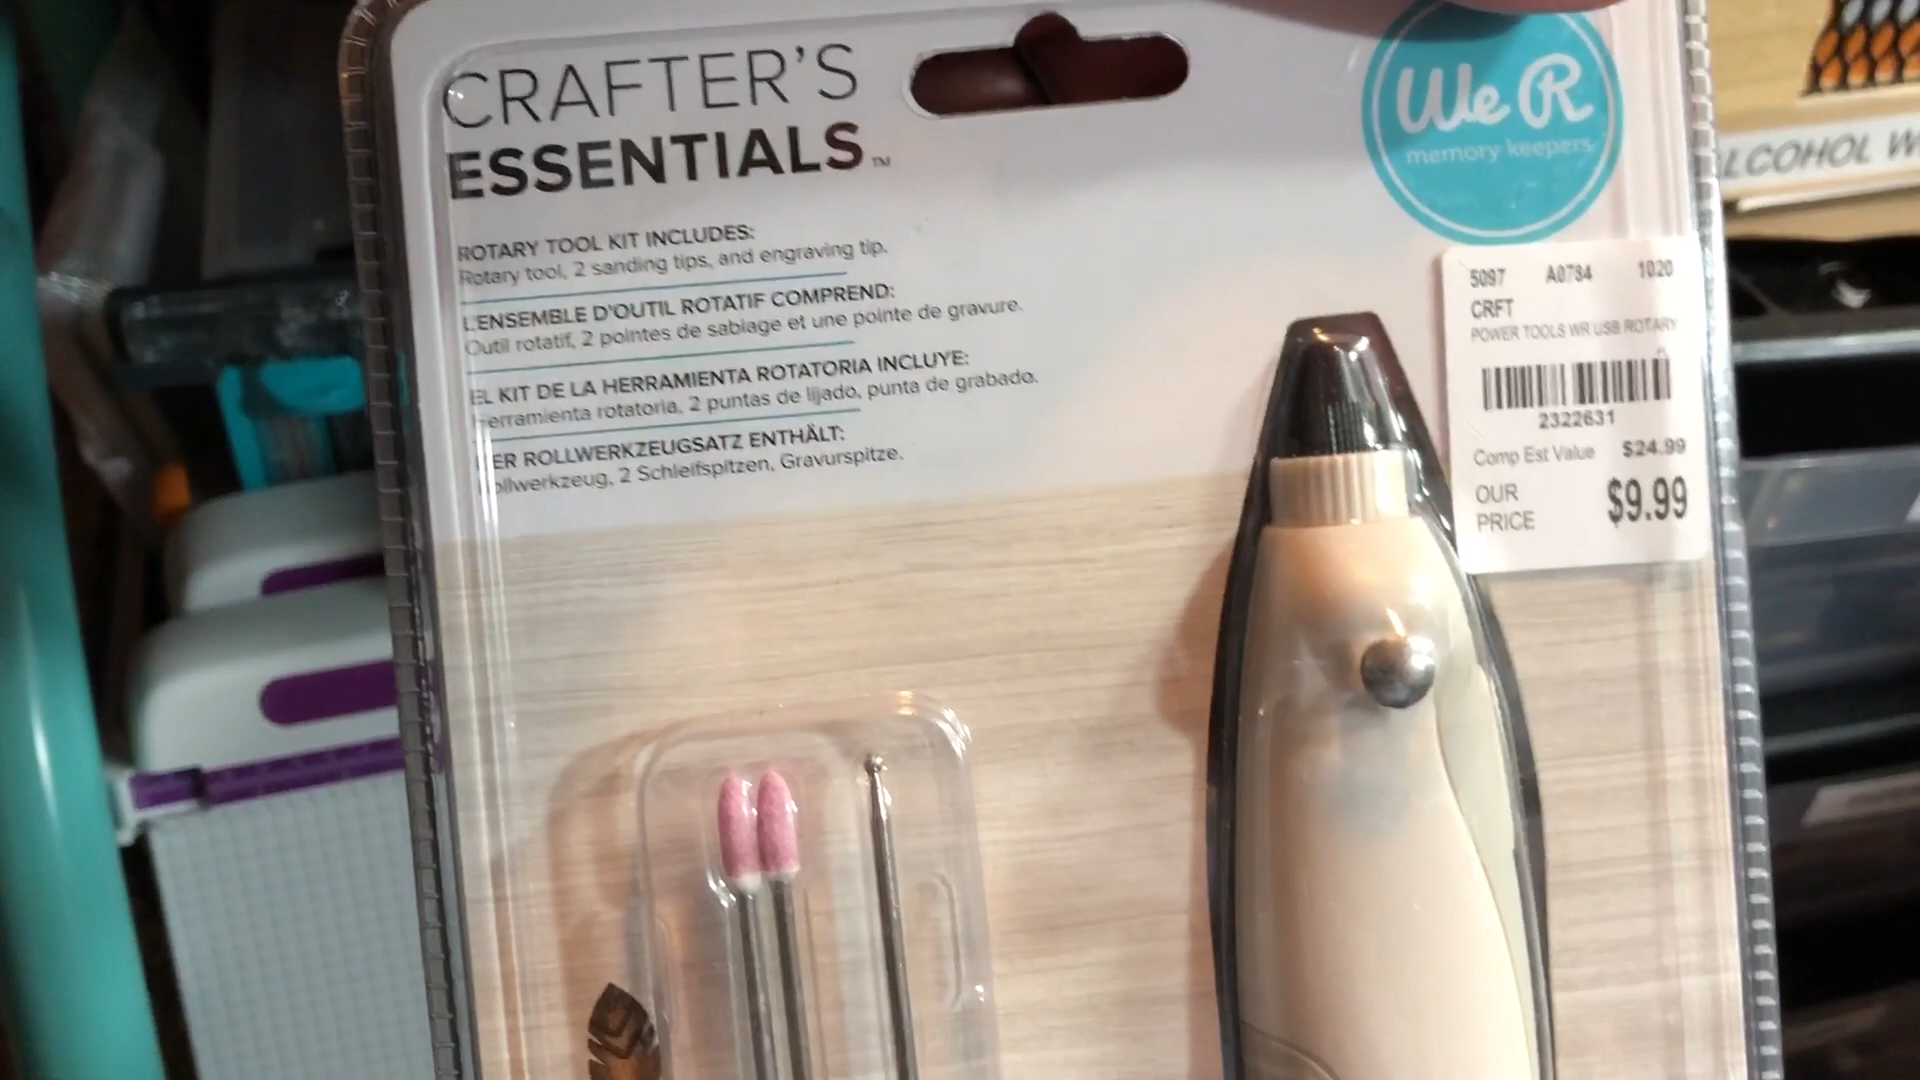 CRAFTER'S
ESSENTIALS™
ROTARY TOOL KIT INCLUDES:
Rotary tool, 2 sanding tips, and engraving tip.
L'ENSEMBLE D'OUTIL ROTATIF COMPREND:
Outil rotatif, 2 pointes de sablage et une pointe de gravure.
EL KIT DE LA HERRAMIENTA ROTATORIA INCLUYE:
Herramienta rotatoria, 2 puntas de lijado, punta de grabado.
DER ROLLWERKZEUGSATZ ENTHÄLT:
Rollwerkzeug, 2 Schleifspitzen, Gravurspitze.
We R
memory keepers
5097 A0784 1020
CRFT
POWER TOOLS WR USB ROTARY
2322631
Comp Est Value $24.99
OUR
PRICE $9.99
ALCOHOL